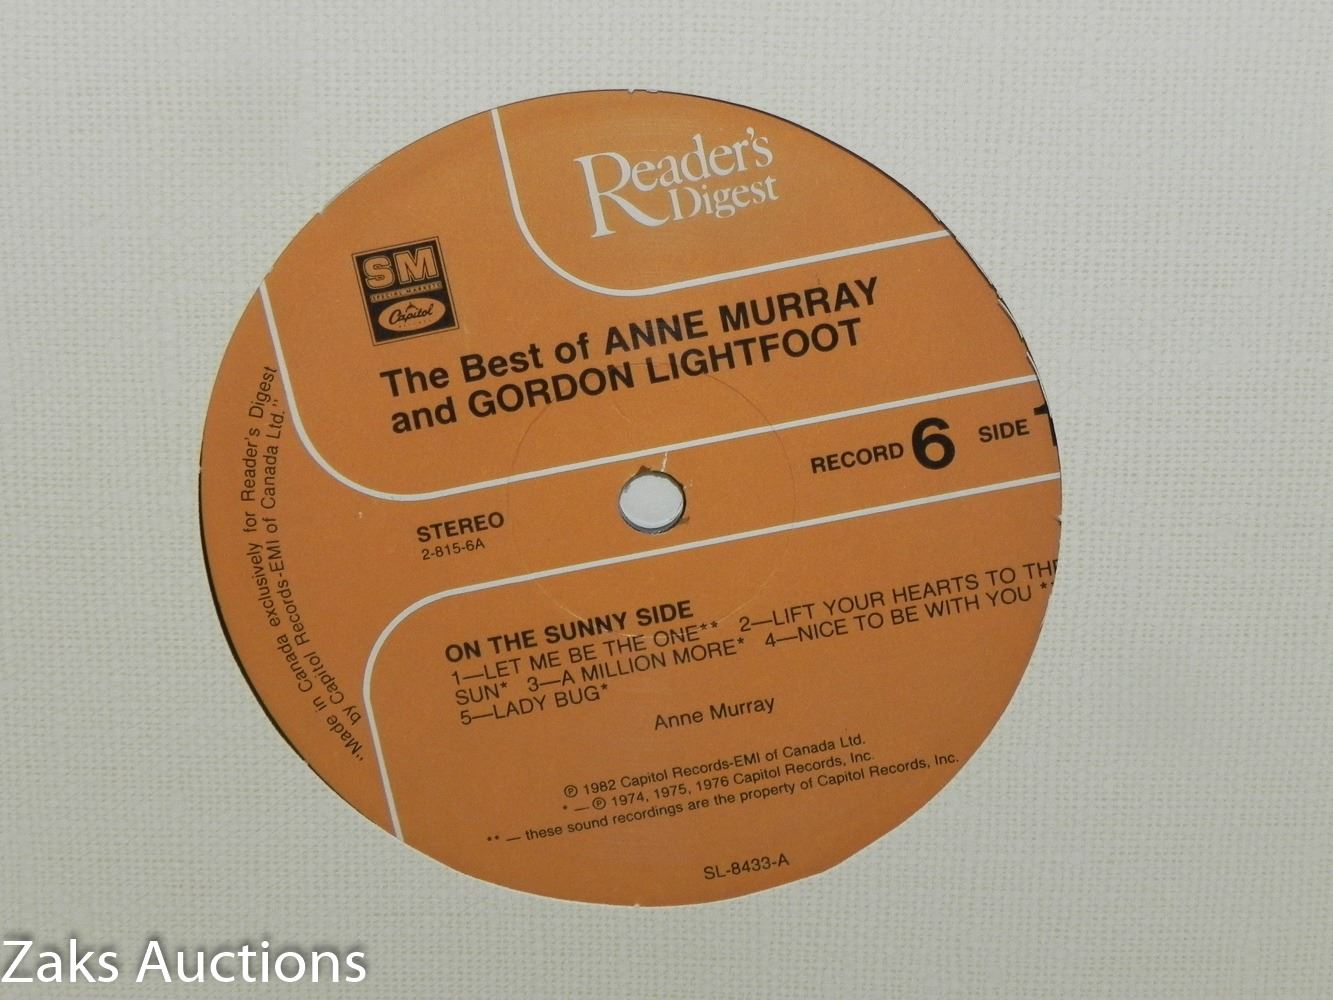 Reader's
Digest
SM
SPECIAL MARKETS
Capitol
The Best of ANNE MURRAY
and GORDON LIGHTFOOT
RECORD 6 SIDE 1
STEREO
2-815-6A
"Made in Canada exclusively for Reader's Digest
by Capitol Records-EMI of Canada Ltd."
ON THE SUNNY SIDE
1—LET ME BE THE ONE** 2—LIFT YOUR HEARTS TO THE
SUN* 3—A MILLION MORE* 4—NICE TO BE WITH YOU *
5—LADY BUG*
Anne Murray
℗ 1982 Capitol Records-EMI of Canada Ltd.
* — ℗ 1974, 1975, 1976 Capitol Records, Inc.
** — these sound recordings are the property of Capitol Records, Inc.
SL-8433-A
Zaks Auctions